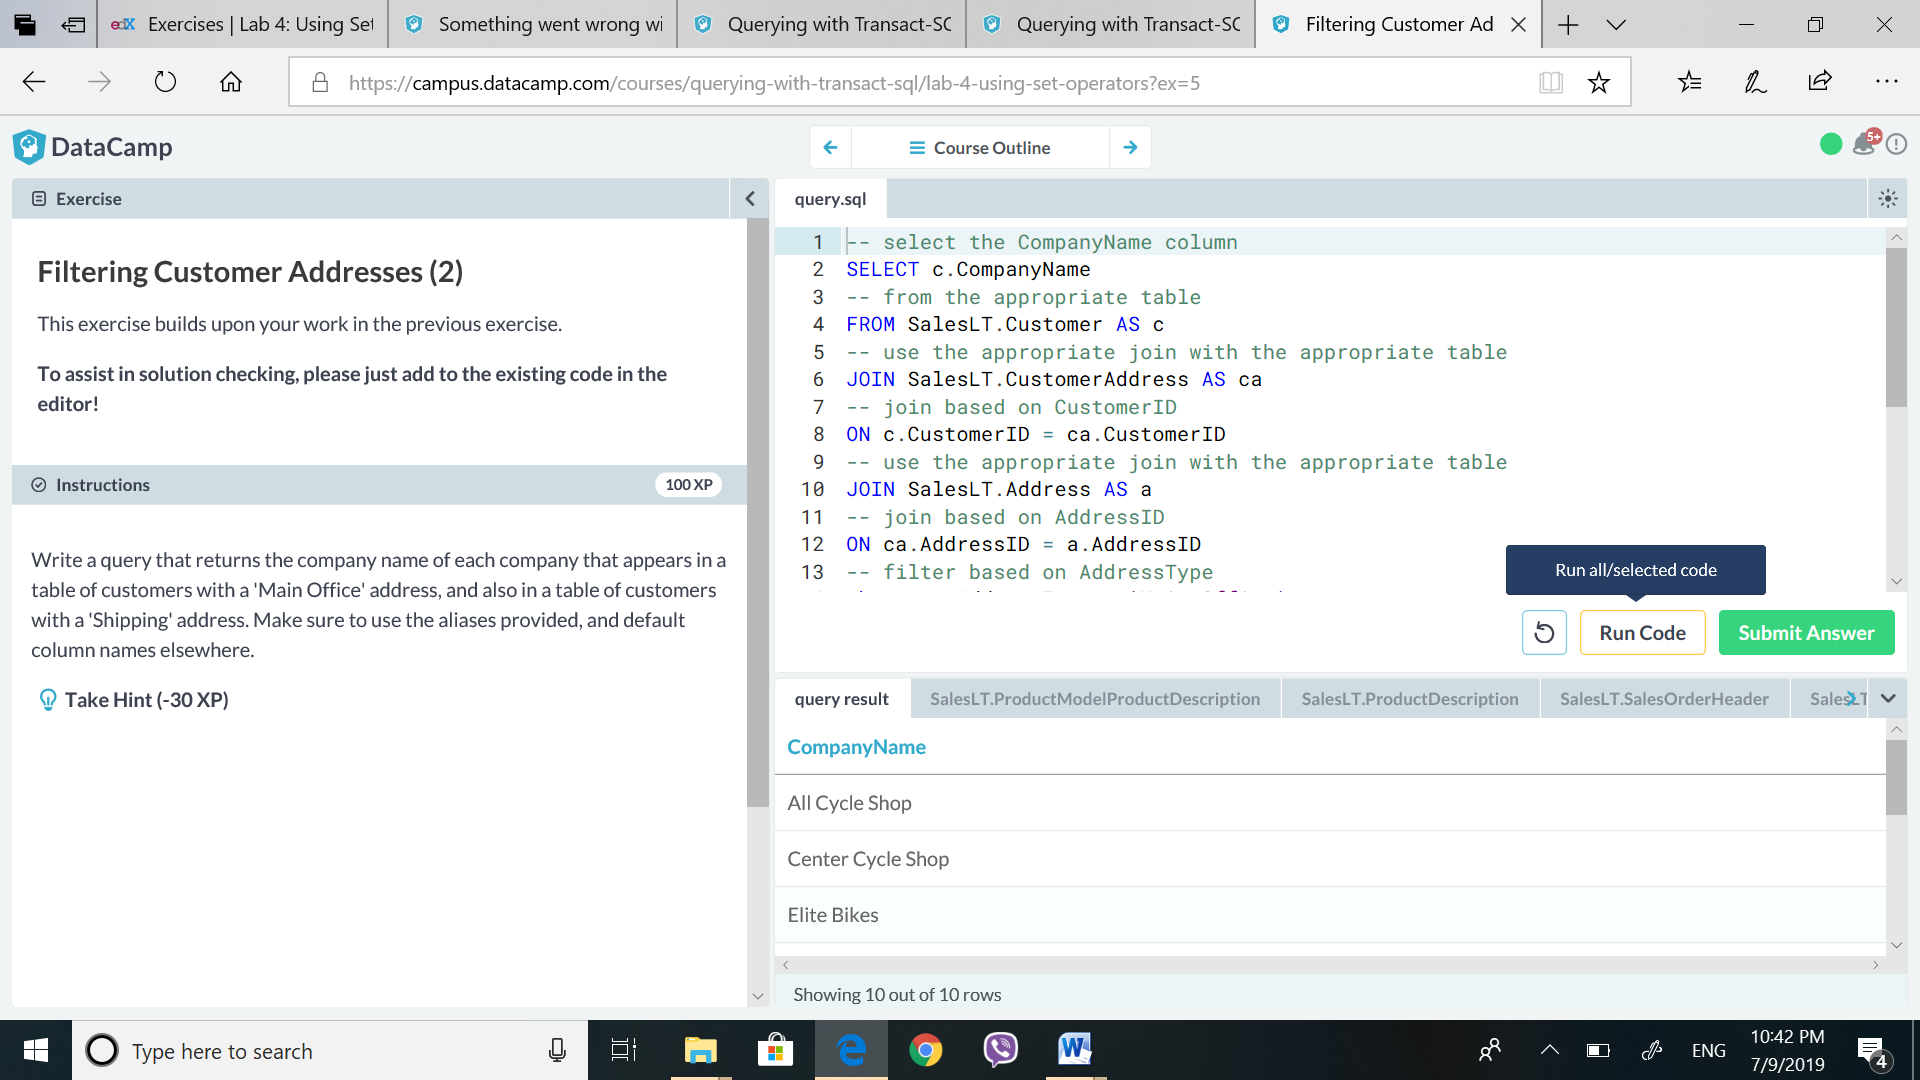 Exercises | Lab 4: Using Set
Something went wrong wi
Querying with Transact-SC
Querying with Transact-SC
Filtering Customer Ad
https://campus.datacamp.com/courses/querying-with-transact-sql/lab-4-using-set-operators?ex=5
DataCamp
Course Outline
5+
Exercise
Filtering Customer Addresses (2)
This exercise builds upon your work in the previous exercise.
To assist in solution checking, please just add to the existing code in the
editor!
Instructions
100 XP
Write a query that returns the company name of each company that appears in a
table of customers with a 'Main Office' address, and also in a table of customers
with a 'Shipping' address. Make sure to use the aliases provided, and default
column names elsewhere.
Take Hint (-30 XP)
query.sql
1 -- select the CompanyName column
2 SELECT c.CompanyName
3 -- from the appropriate table
4 FROM SalesLT.Customer AS c
5 -- use the appropriate join with the appropriate table
6 JOIN SalesLT.CustomerAddress AS ca
7 -- join based on CustomerID
8 ON c.CustomerID = ca.CustomerID
9 -- use the appropriate join with the appropriate table
10 JOIN SalesLT.Address AS a
11 -- join based on AddressID
12 ON ca.AddressID = a.AddressID
13 -- filter based on AddressType
Run all/selected code
Run Code
Submit Answer
query result
SalesLT.ProductModelProductDescription
SalesLT.ProductDescription
SalesLT.SalesOrderHeader
SalesLT
CompanyName
All Cycle Shop
Center Cycle Shop
Elite Bikes
Showing 10 out of 10 rows
Type here to search
ENG
10:42 PM
7/9/2019
4